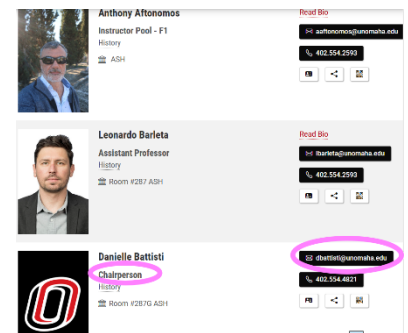 Anthony Aftonomos
Read Bio
Instructor Pool - F1
aaftonomos@unomaha.edu
History
402.554.2593
ASH
Leonardo Barleta
Read Bio
Assistant Professor
lbarleta@unomaha.edu
History
402.554.2593
Room #287 ASH
Danielle Battisti
dbattisti@unomaha.edu
Chairperson
402.554.4821
History
Room #287G ASH